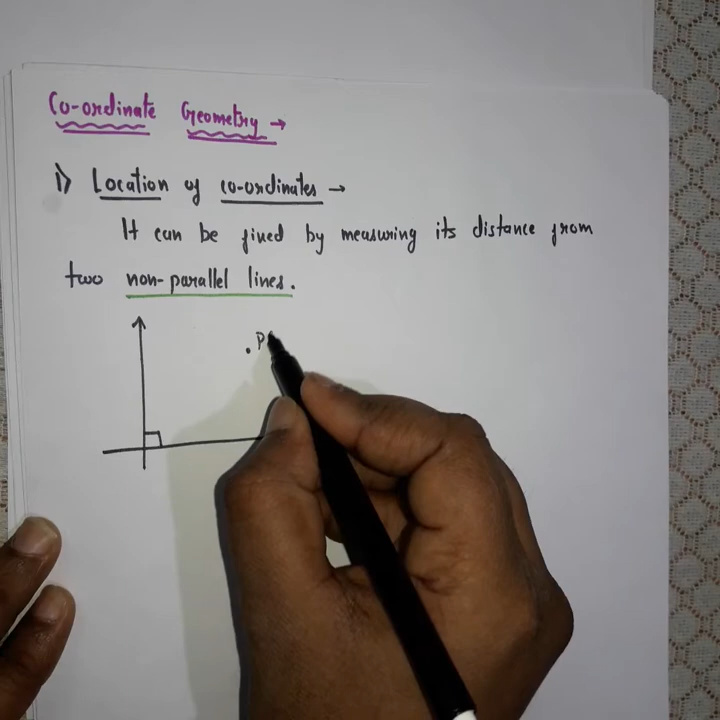 Co-ordinate Geometry →
1) Location of co-ordinates →
It can be fixed by measuring its distance from
two non-parallel lines.
P(